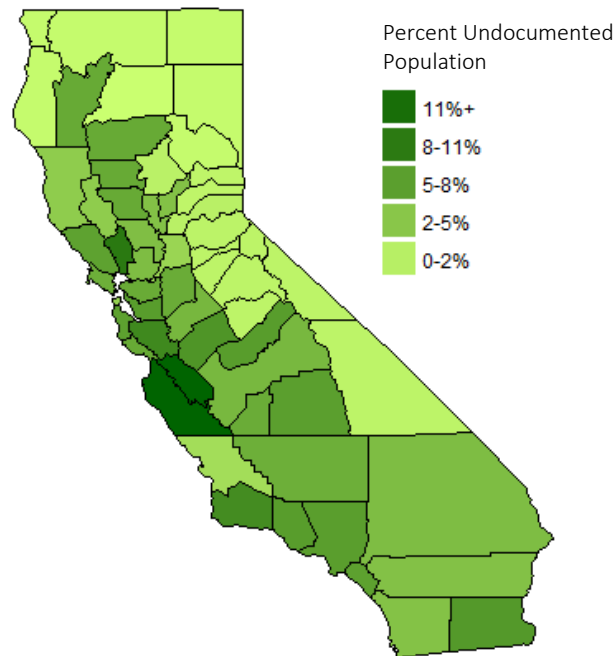 Percent Undocumented
Population
11%+
8-11%
5-8%
2-5%
0-2%